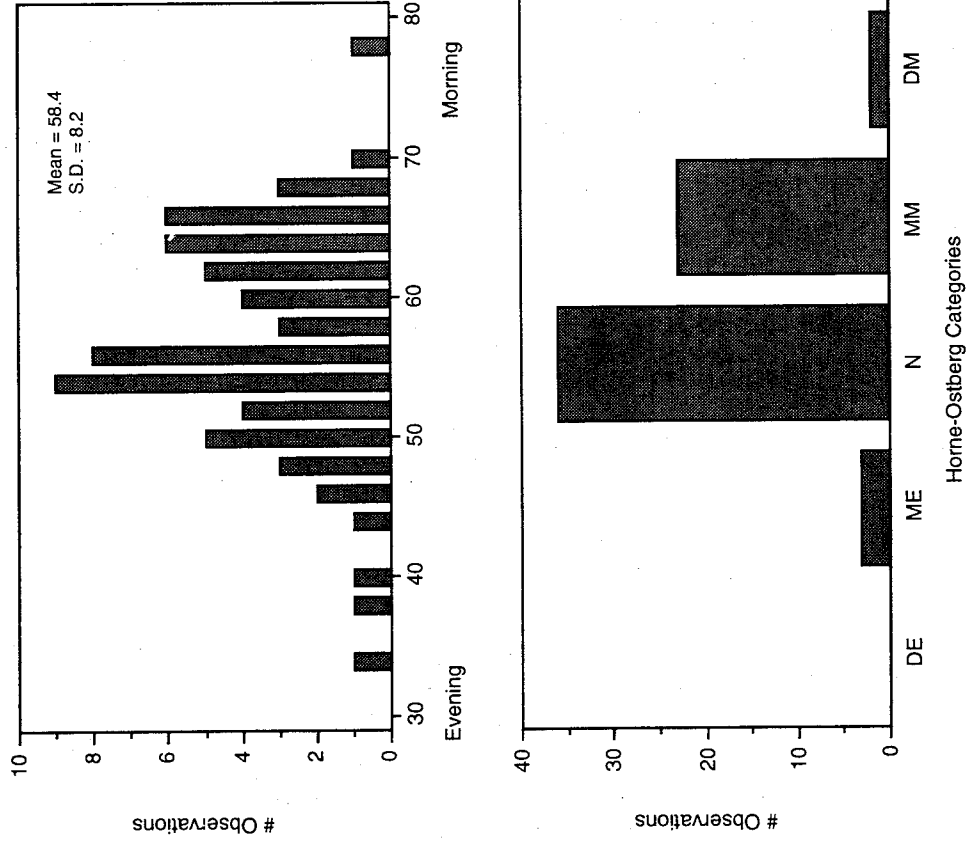 10
8
6
4
2
0
# Observations
Mean = 58.4
S.D. = 8.2
30 40 50 60 70 80
Evening Morning
40
30
20
10
0
# Observations
DE ME N MM DM
Horne-Ostberg Categories